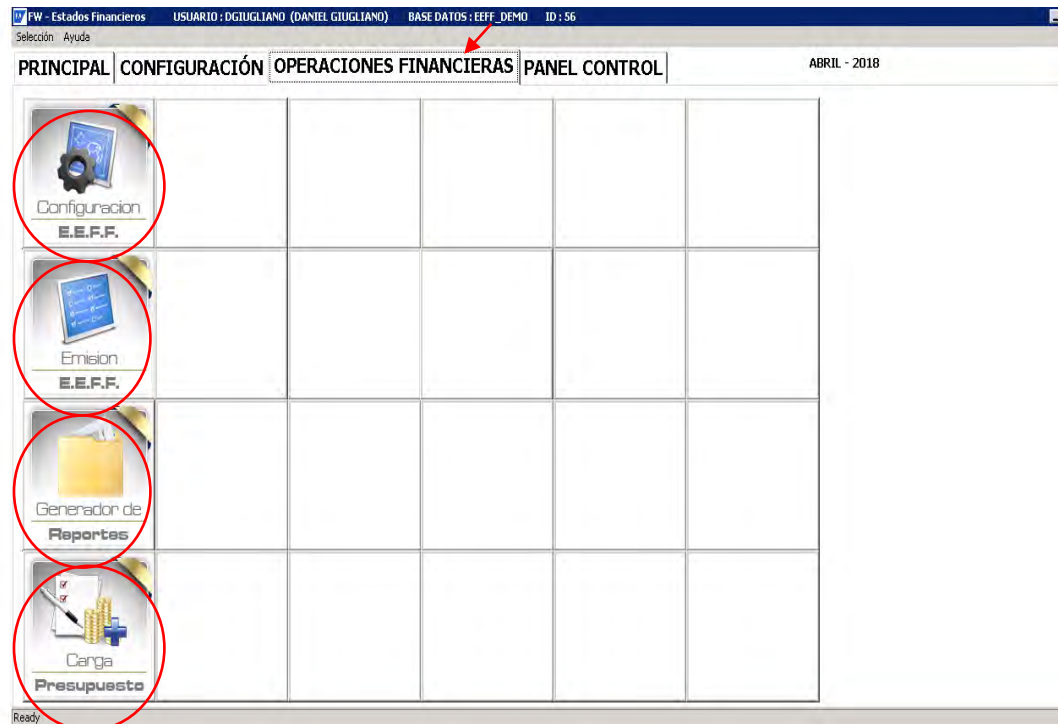 FW - Estados Financieros USUARIO : DGIUGLIANO (DANIEL GIUGLIANO) BASE DATOS : EEFF_DEMO ID : 56
Selección Ayuda
PRINCIPAL CONFIGURACIÓN OPERACIONES FINANCIERAS PANEL CONTROL ABRIL - 2018
Configuracion
E.E.F.F.
Emision
E.E.F.F.
Generador de
Reportes
Carga
Presupuesto
Ready